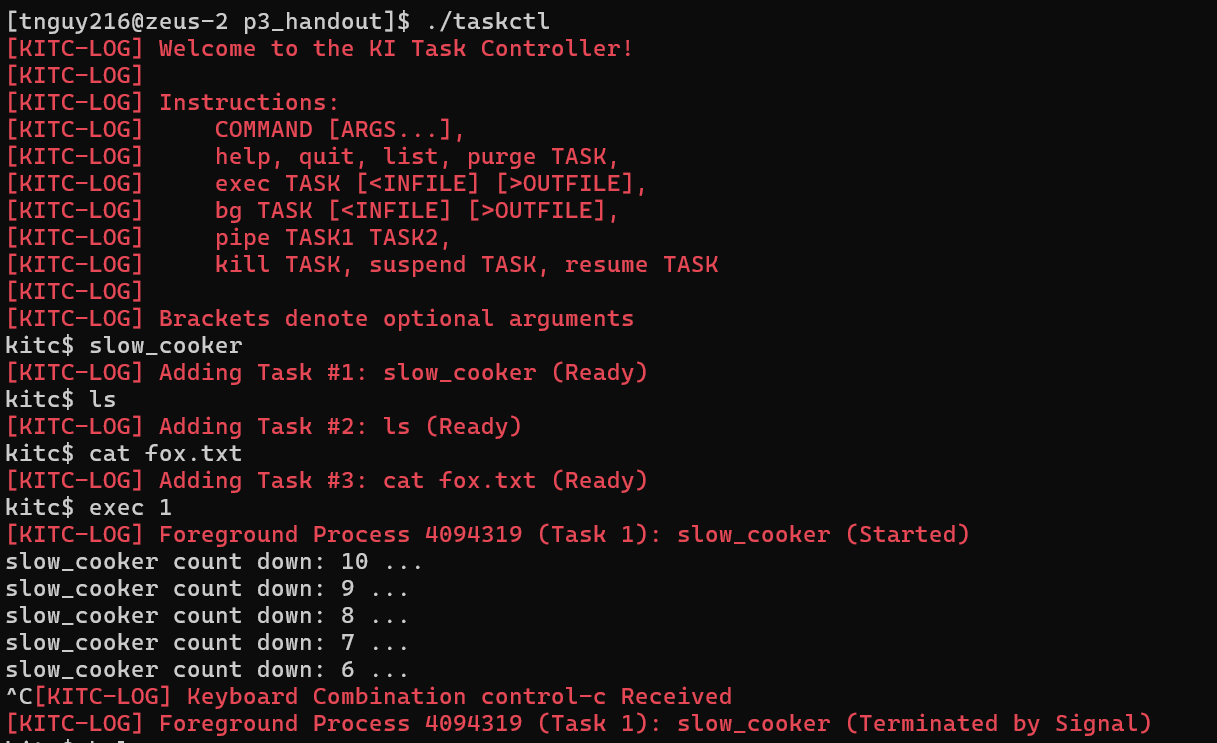 [tnguy216@zeus-2 p3_handout]$ ./taskctl
[KITC-LOG] Welcome to the KI Task Controller!
[KITC-LOG]
[KITC-LOG] Instructions:
[KITC-LOG]     COMMAND [ARGS...],
[KITC-LOG]     help, quit, list, purge TASK,
[KITC-LOG]     exec TASK [<INFILE] [>OUTFILE],
[KITC-LOG]     bg TASK [<INFILE] [>OUTFILE],
[KITC-LOG]     pipe TASK1 TASK2,
[KITC-LOG]     kill TASK, suspend TASK, resume TASK
[KITC-LOG]
[KITC-LOG] Brackets denote optional arguments
kitc$ slow_cooker
[KITC-LOG] Adding Task #1: slow_cooker (Ready)
kitc$ ls
[KITC-LOG] Adding Task #2: ls (Ready)
kitc$ cat fox.txt
[KITC-LOG] Adding Task #3: cat fox.txt (Ready)
kitc$ exec 1
[KITC-LOG] Foreground Process 4094319 (Task 1): slow_cooker (Started)
slow_cooker count down: 10 ...
slow_cooker count down: 9 ...
slow_cooker count down: 8 ...
slow_cooker count down: 7 ...
slow_cooker count down: 6 ...
^C[KITC-LOG] Keyboard Combination control-c Received
[KITC-LOG] Foreground Process 4094319 (Task 1): slow_cooker (Terminated by Signal)